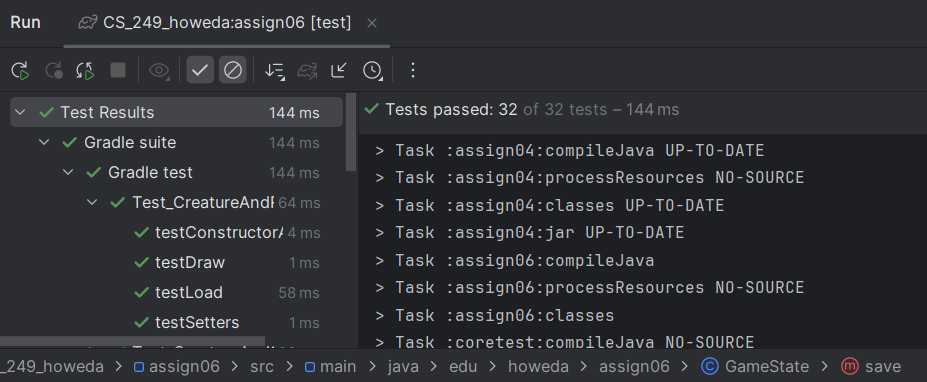 Run CS_249_howeda:assign06 [test]
Test Results 144 ms
Gradle suite 144 ms
Gradle test 144 ms
Test_CreatureAndF 64 ms
testConstructorA 4 ms
testDraw 1 ms
testLoad 58 ms
testSetters 1 ms
Tests passed: 32 of 32 tests – 144 ms
> Task :assign04:compileJava UP-TO-DATE
> Task :assign04:processResources NO-SOURCE
> Task :assign04:classes UP-TO-DATE
> Task :assign04:jar UP-TO-DATE
> Task :assign06:compileJava
> Task :assign06:processResources NO-SOURCE
> Task :assign06:classes
> Task :coretest:compileJava NO-SOURCE
_249_howeda > assign06 > src > main > java > edu > howeda > assign06 > GameState > save